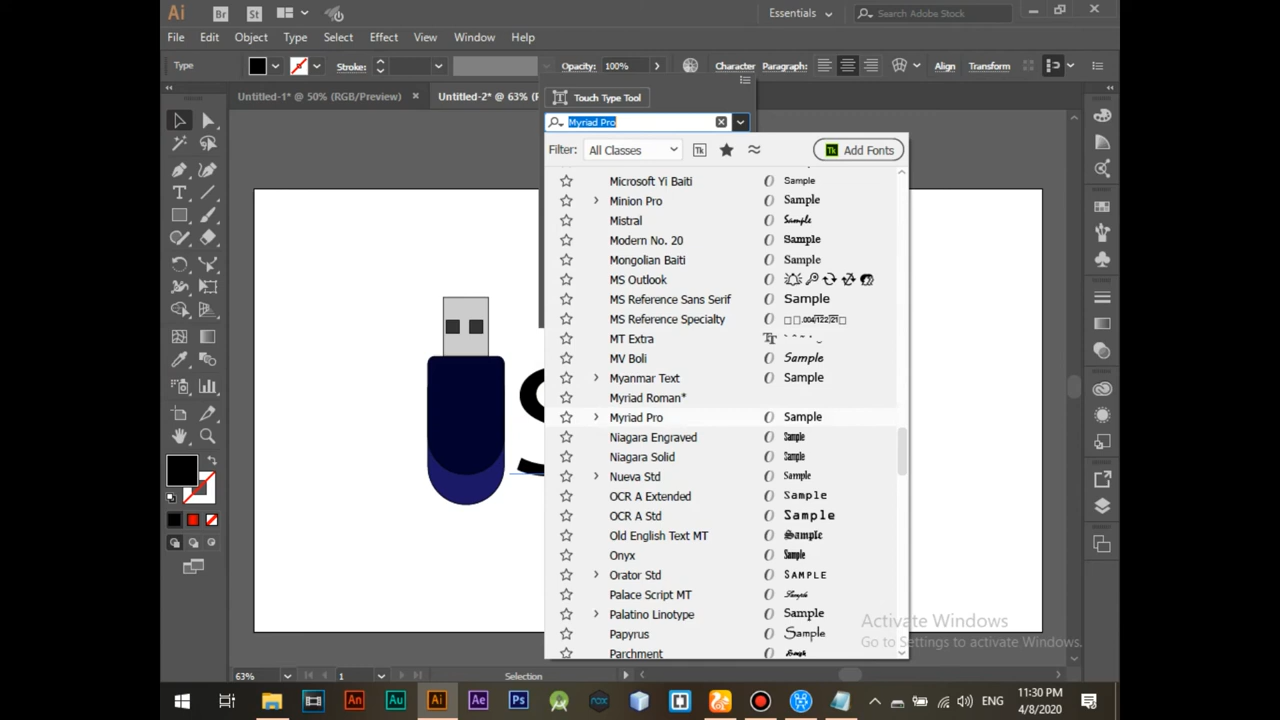 Ai Br St Essentials Search Adobe Stock
File Edit Object Type Select Effect View Window Help
Type Stroke: Opacity: 100% Character Paragraph: Align Transform
Untitled-1* @ 50% (RGB/Preview) × Untitled-2* @ 63% (R
Touch Type Tool
Myriad Pro
Filter: All Classes Tk Tk Add Fonts
Microsoft Yi Baiti Sample
Minion Pro Sample
Mistral Sample
Modern No. 20 Sample
Mongolian Baiti Sample
MS Outlook
MS Reference Sans Serif Sample
MS Reference Specialty
MT Extra
MV Boli Sample
Myanmar Text Sample
Myriad Roman*
Myriad Pro Sample
Niagara Engraved Sample
Niagara Solid Sample
Nueva Std Sample
OCR A Extended Sample
OCR A Std Sample
Old English Text MT Sample
Onyx Sample
Orator Std SAMPLE
Palace Script MT Sample
Palatino Linotype Sample
Papyrus Sample
Parchment
S
Activate Windows
Go to Settings to activate Windows.
63% 1 Selection
An Au Ai Ae Ps ENG 11:30 PM
4/8/2020